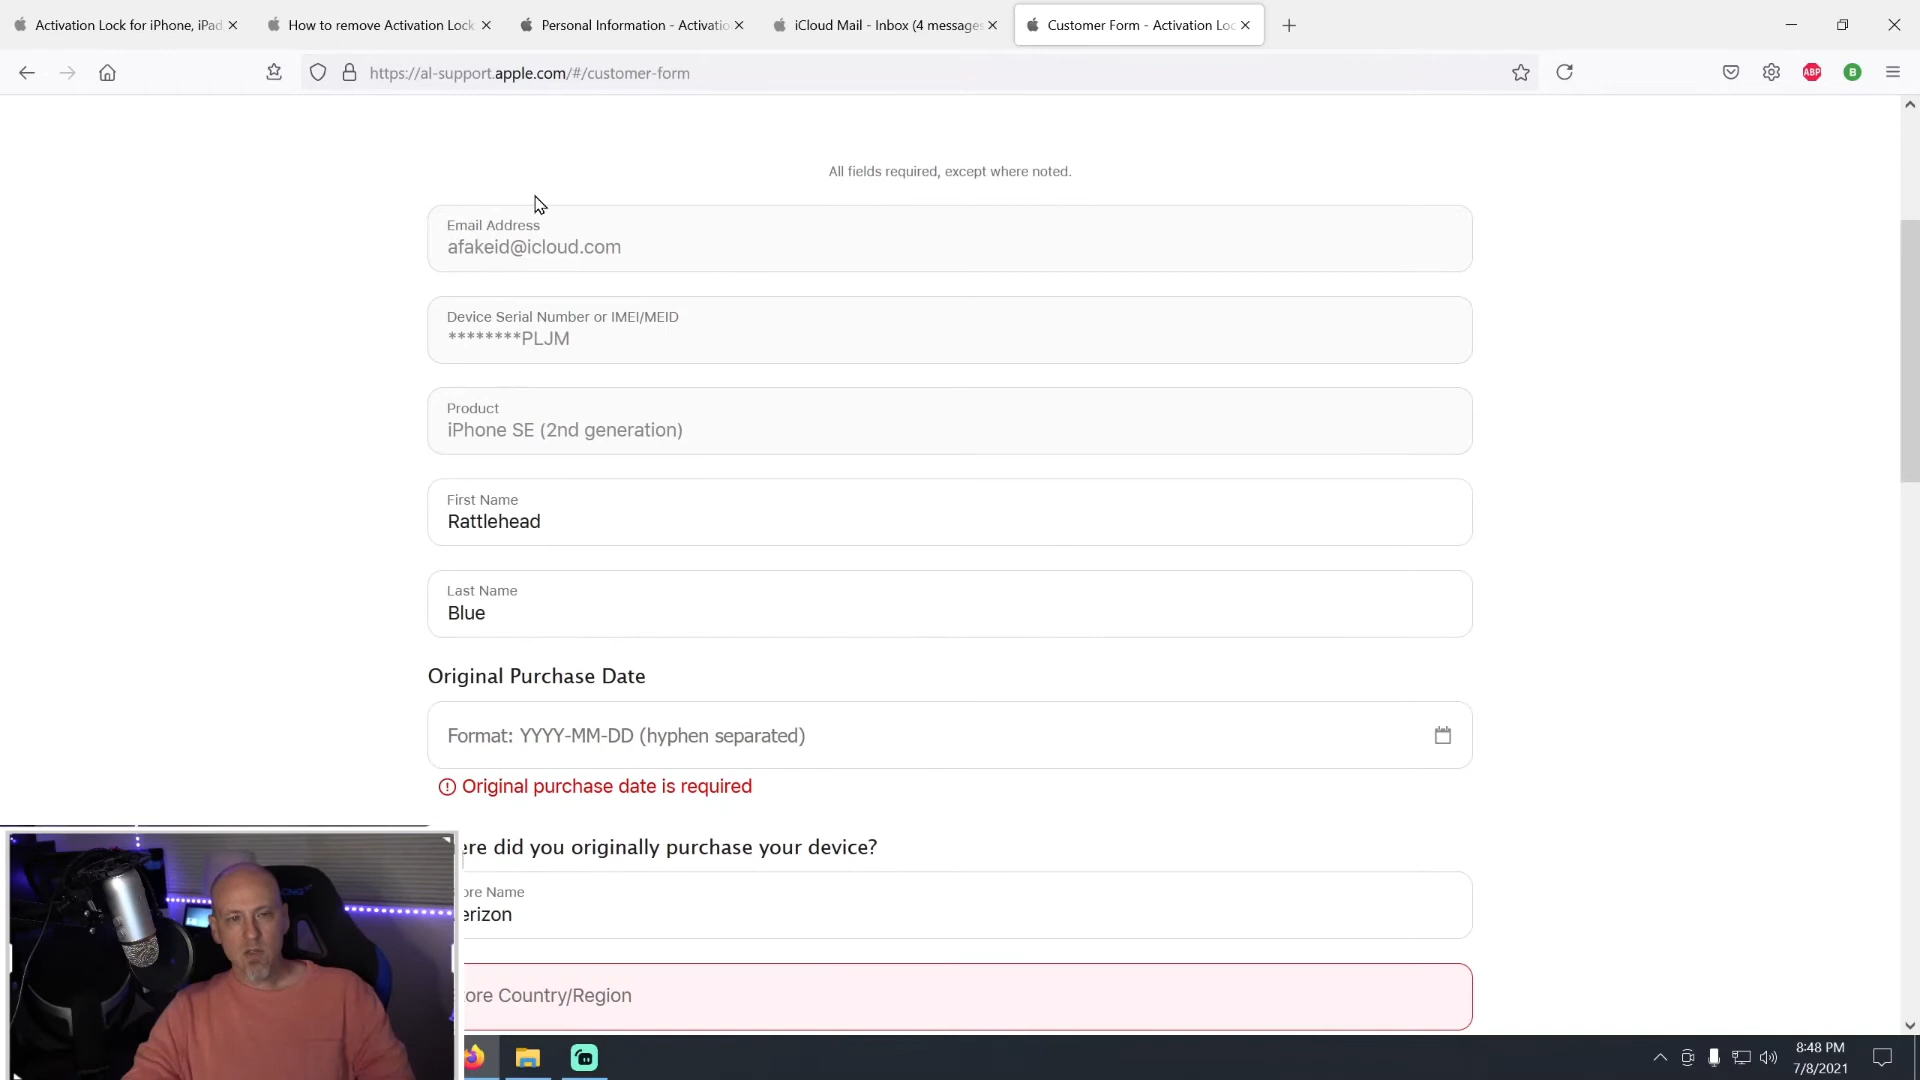 Activation Lock for iPhone, iPad
How to remove Activation Lock
Personal Information - Activatio
iCloud Mail - Inbox (4 messages
Customer Form - Activation Loc
https://al-support.apple.com/#/customer-form
ABP
B
All fields required, except where noted.
Email Address
afakeid@icloud.com
Device Serial Number or IMEI/MEID
********PLJM
Product
iPhone SE (2nd generation)
First Name
Rattlehead
Last Name
Blue
Original Purchase Date
Format: YYYY-MM-DD (hyphen separated)
Original purchase date is required
ere did you originally purchase your device?
ore Name
erizon
ore Country/Region
8:48 PM
7/8/2021